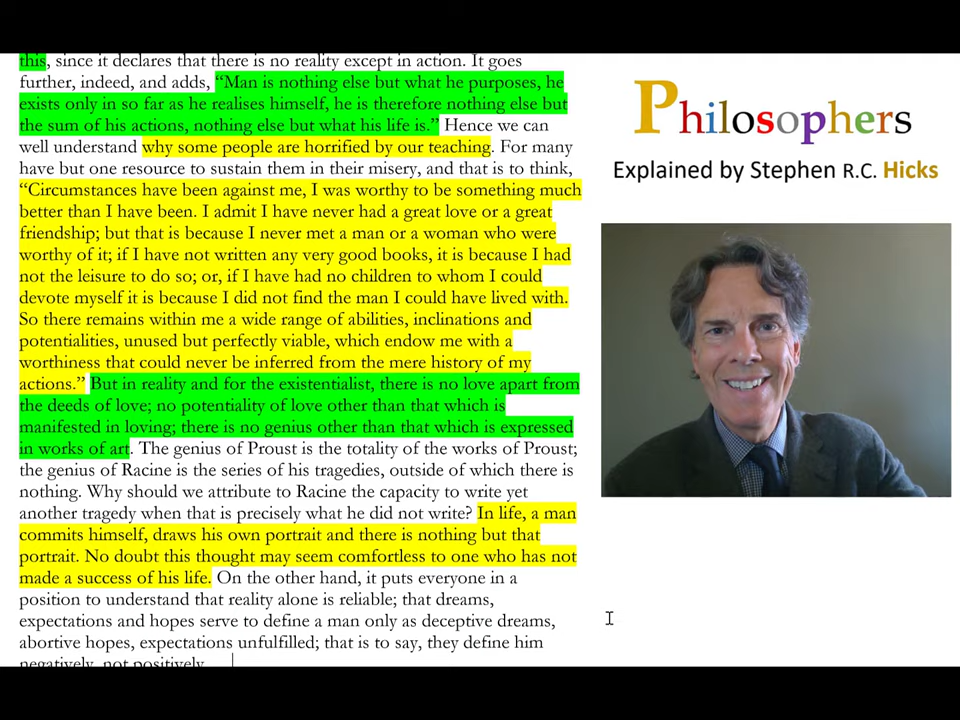 this, since it declares that there is no reality except in action. It goes
further, indeed, and adds, “Man is nothing else but what he purposes, he
exists only in so far as he realises himself, he is therefore nothing else but
the sum of his actions, nothing else but what his life is.” Hence we can
well understand why some people are horrified by our teaching. For many
have but one resource to sustain them in their misery, and that is to think,
“Circumstances have been against me, I was worthy to be something much
better than I have been. I admit I have never had a great love or a great
friendship; but that is because I never met a man or a woman who were
worthy of it; if I have not written any very good books, it is because I had
not the leisure to do so; or, if I have had no children to whom I could
devote myself it is because I did not find the man I could have lived with.
So there remains within me a wide range of abilities, inclinations and
potentialities, unused but perfectly viable, which endow me with a
worthiness that could never be inferred from the mere history of my
actions.” But in reality and for the existentialist, there is no love apart from
the deeds of love; no potentiality of love other than that which is
manifested in loving; there is no genius other than that which is expressed
in works of art. The genius of Proust is the totality of the works of Proust;
the genius of Racine is the series of his tragedies, outside of which there is
nothing. Why should we attribute to Racine the capacity to write yet
another tragedy when that is precisely what he did not write? In life, a man
commits himself, draws his own portrait and there is nothing but that
portrait. No doubt this thought may seem comfortless to one who has not
made a success of his life. On the other hand, it puts everyone in a
position to understand that reality alone is reliable; that dreams,
expectations and hopes serve to define a man only as deceptive dreams,
abortive hopes, expectations unfulfilled; that is to say, they define him
negatively, not positively.
Philosophers
Explained by Stephen R.C. Hicks